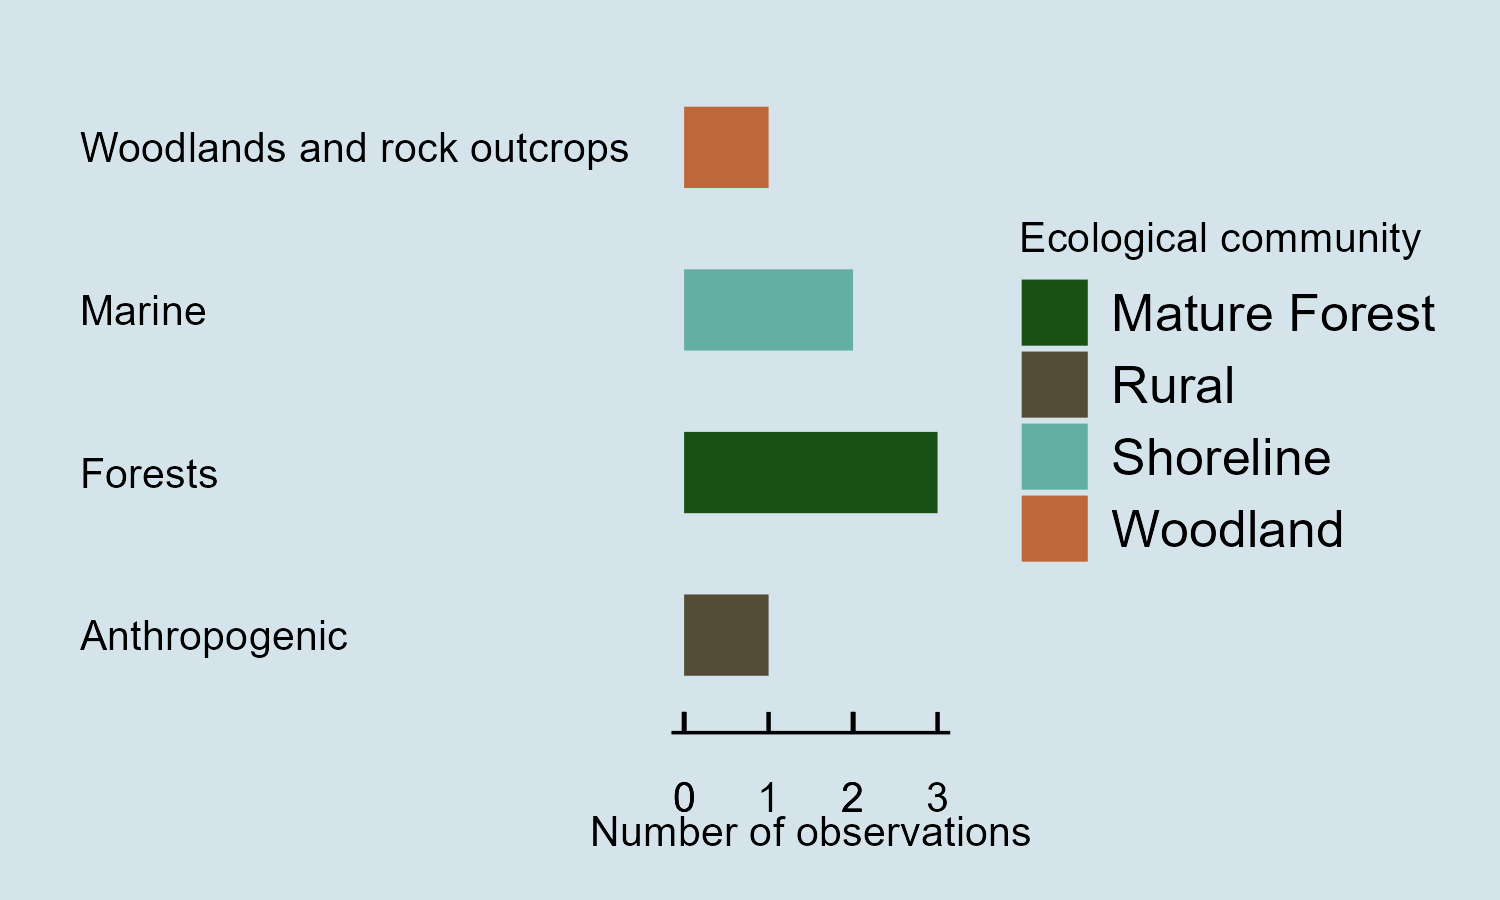 Woodlands and rock outcrops
Marine
Forests
Anthropogenic
0 1 2 3
Number of observations
Ecological community
Mature Forest
Rural
Shoreline
Woodland